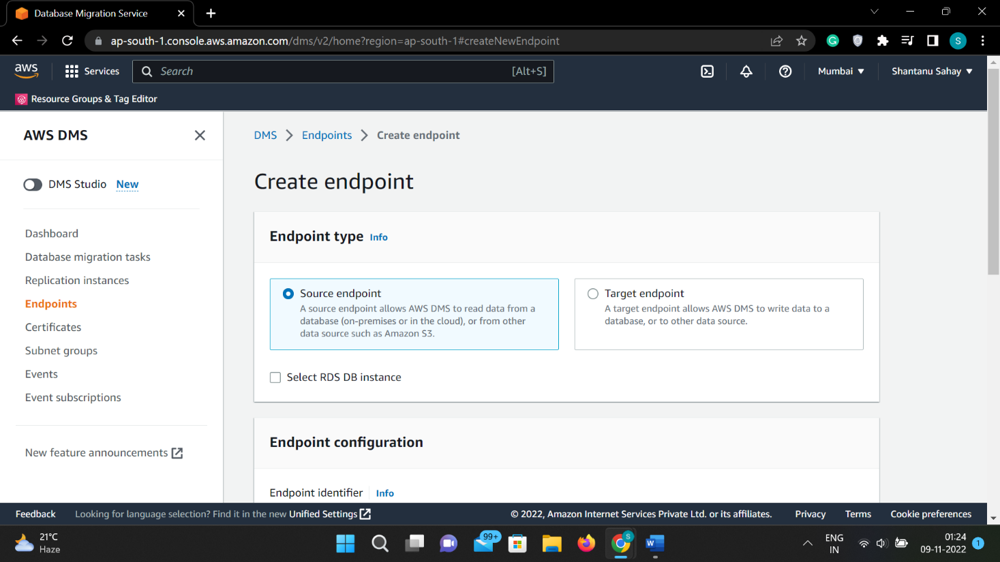 Database Migration Service
ap-south-1.console.aws.amazon.com/dms/v2/home?region=ap-south-1#createNewEndpoint
S
aws
Services
Search
[Alt+S]
Mumbai
Shantanu Sahay
Resource Groups & Tag Editor
AWS DMS
DMS Studio New
Dashboard
Database migration tasks
Replication instances
Endpoints
Certificates
Subnet groups
Events
Event subscriptions
New feature announcements
DMS
Endpoints
Create endpoint
Create endpoint
Endpoint type Info
Source endpoint
A source endpoint allows AWS DMS to read data from a
database (on-premises or in the cloud), or from other
data source such as Amazon S3.
Target endpoint
A target endpoint allows AWS DMS to write data to a
database, or to other data source.
Select RDS DB instance
Endpoint configuration
Endpoint identifier Info
Feedback
Looking for language selection? Find it in the new Unified Settings
© 2022, Amazon Internet Services Private Ltd. or its affiliates.
Privacy
Terms
Cookie preferences
21°C
Haze
99+
S
W
ENG
IN
01:24
09-11-2022
1